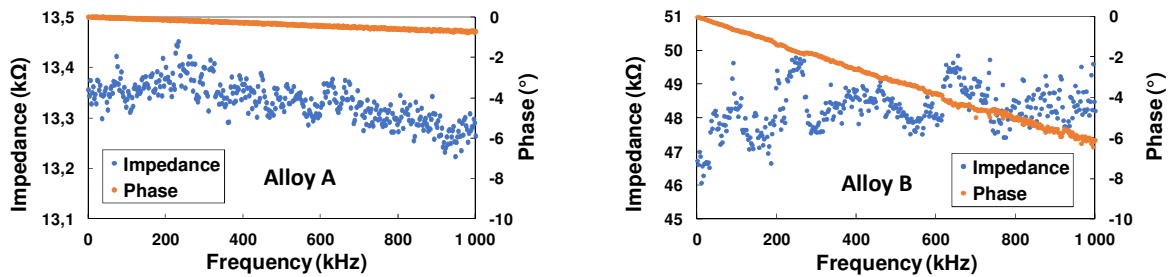 13,5
13,4
13,3
13,2
13,1
Impedance (kΩ)
0
-2
-4
-6
-8
-10
Phase (°)
Impedance
Phase
Alloy A
0 200 400 600 800 1 000
Frequency (kHz)
51
50
49
48
47
46
45
Impedance (kΩ)
0
-2
-4
-6
-8
-10
Phase (°)
Alloy B
Impedance
Phase
0 200 400 600 800 1 000
Frequency (kHz)